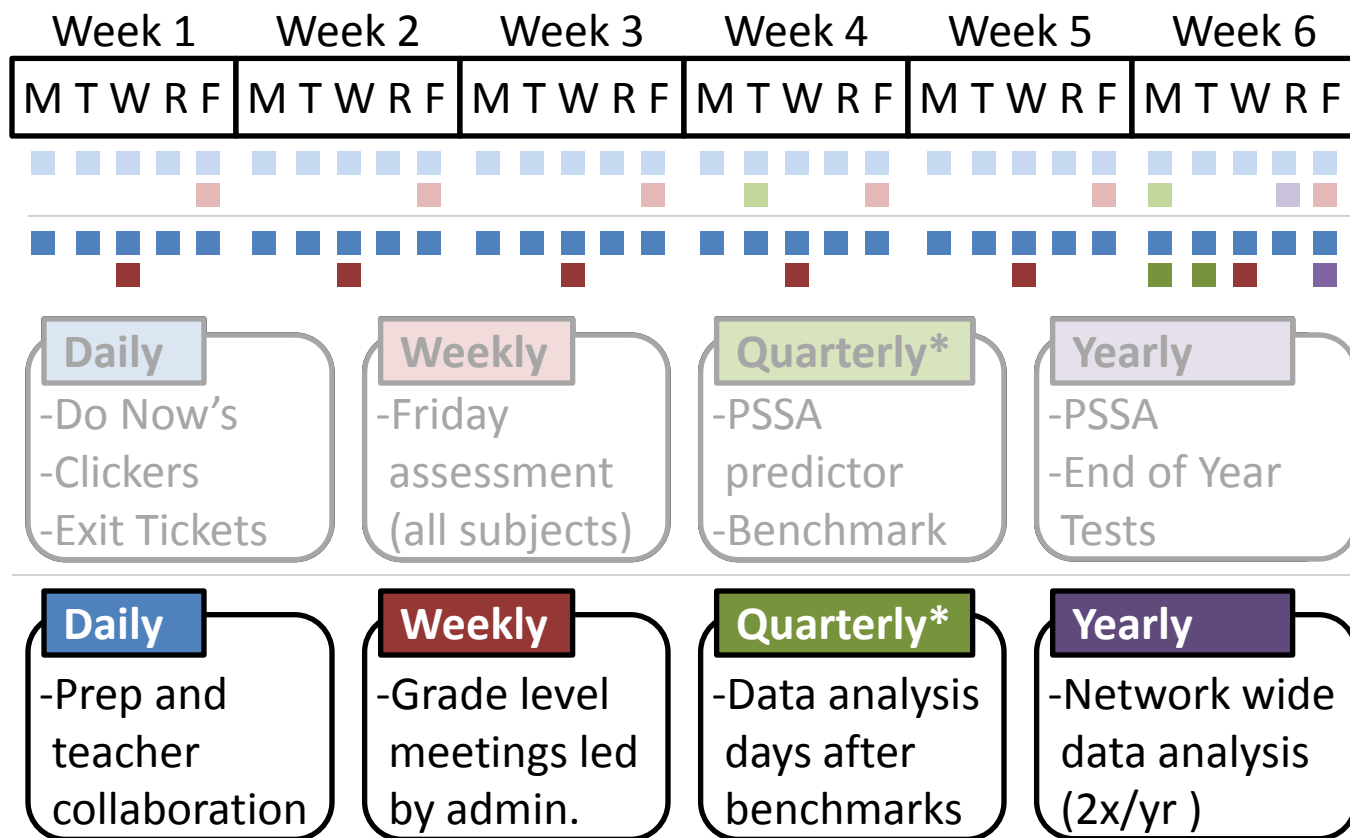 Week 1 Week 2 Week 3 Week 4 Week 5 Week 6
M T W R F M T W R F M T W R F M T W R F M T W R F M T W R F
Daily
-Do Now’s
-Clickers
-Exit Tickets
Weekly
-Friday
assessment
(all subjects)
Quarterly*
-PSSA
predictor
-Benchmark
Yearly
-PSSA
-End of Year
Tests
Daily
-Prep and
teacher
collaboration
Weekly
-Grade level
meetings led
by admin.
Quarterly*
-Data analysis
days after
benchmarks
Yearly
-Network wide
data analysis
(2x/yr )